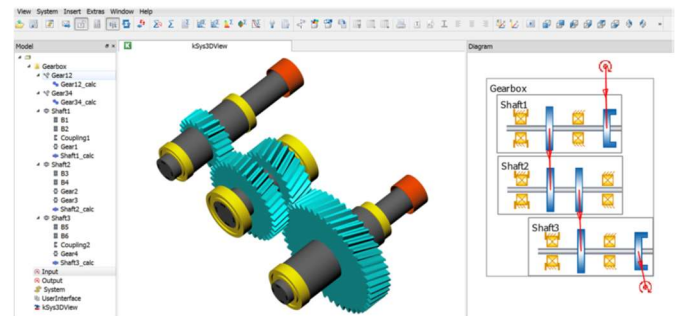 View System Insert Extras Window Help
Model
kSys3DView
Diagram
Gearbox
Gear12
Gear12_calc
Gear34
Gear34_calc
Shaft1
B1
B2
Coupling1
Gear1
Shaft1_calc
Shaft2
B3
B4
Gear2
Gear3
Shaft2_calc
Shaft3
B5
B6
Coupling2
Gear4
Shaft3_calc
Input
Output
System
UserInterface
kSys3DView
Gearbox
Shaft1
Shaft2
Shaft3